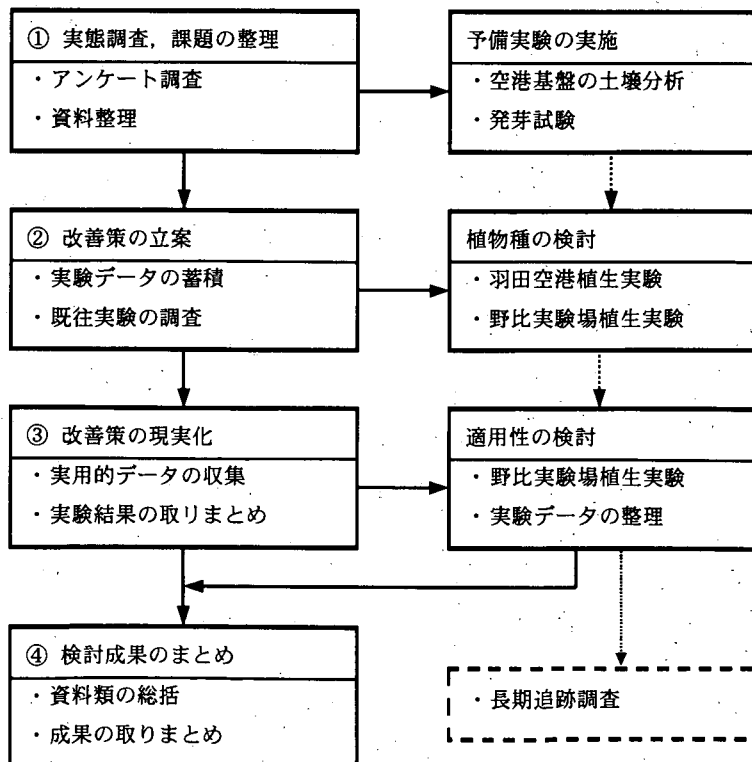 ① 実態調査，課題の整理
・アンケート調査
・資料整理
予備実験の実施
・空港基盤の土壌分析
・発芽試験
② 改善策の立案
・実験データの蓄積
・既往実験の調査
植物種の検討
・羽田空港植生実験
・野比実験場植生実験
③ 改善策の現実化
・実用的データの収集
・実験結果の取りまとめ
適用性の検討
・野比実験場植生実験
・実験データの整理
④ 検討成果のまとめ
・資料類の総括
・成果の取りまとめ
・長期追跡調査